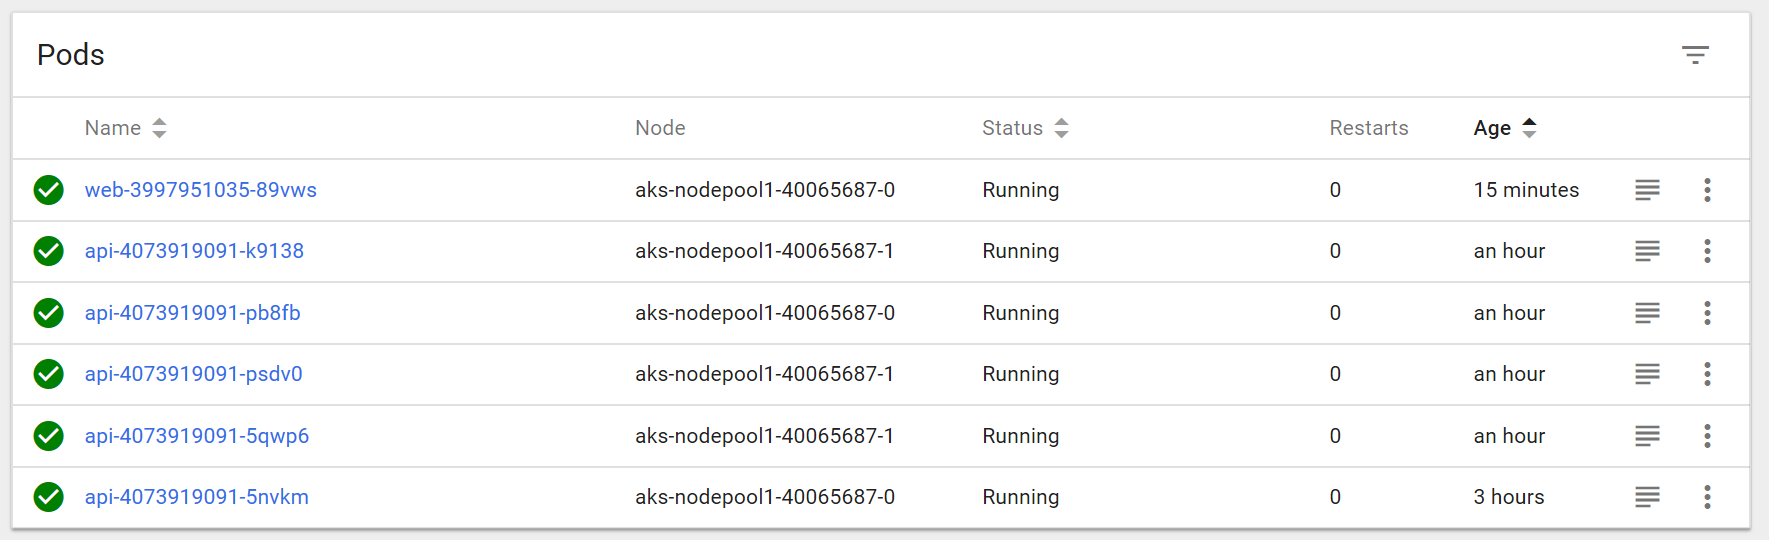 Pods
Name Node Status Restarts Age
web-3997951035-89vws aks-nodepool1-40065687-0 Running 0 15 minutes
api-4073919091-k9138 aks-nodepool1-40065687-1 Running 0 an hour
api-4073919091-pb8fb aks-nodepool1-40065687-0 Running 0 an hour
api-4073919091-psdv0 aks-nodepool1-40065687-1 Running 0 an hour
api-4073919091-5qwp6 aks-nodepool1-40065687-1 Running 0 an hour
api-4073919091-5nvkm aks-nodepool1-40065687-0 Running 0 3 hours